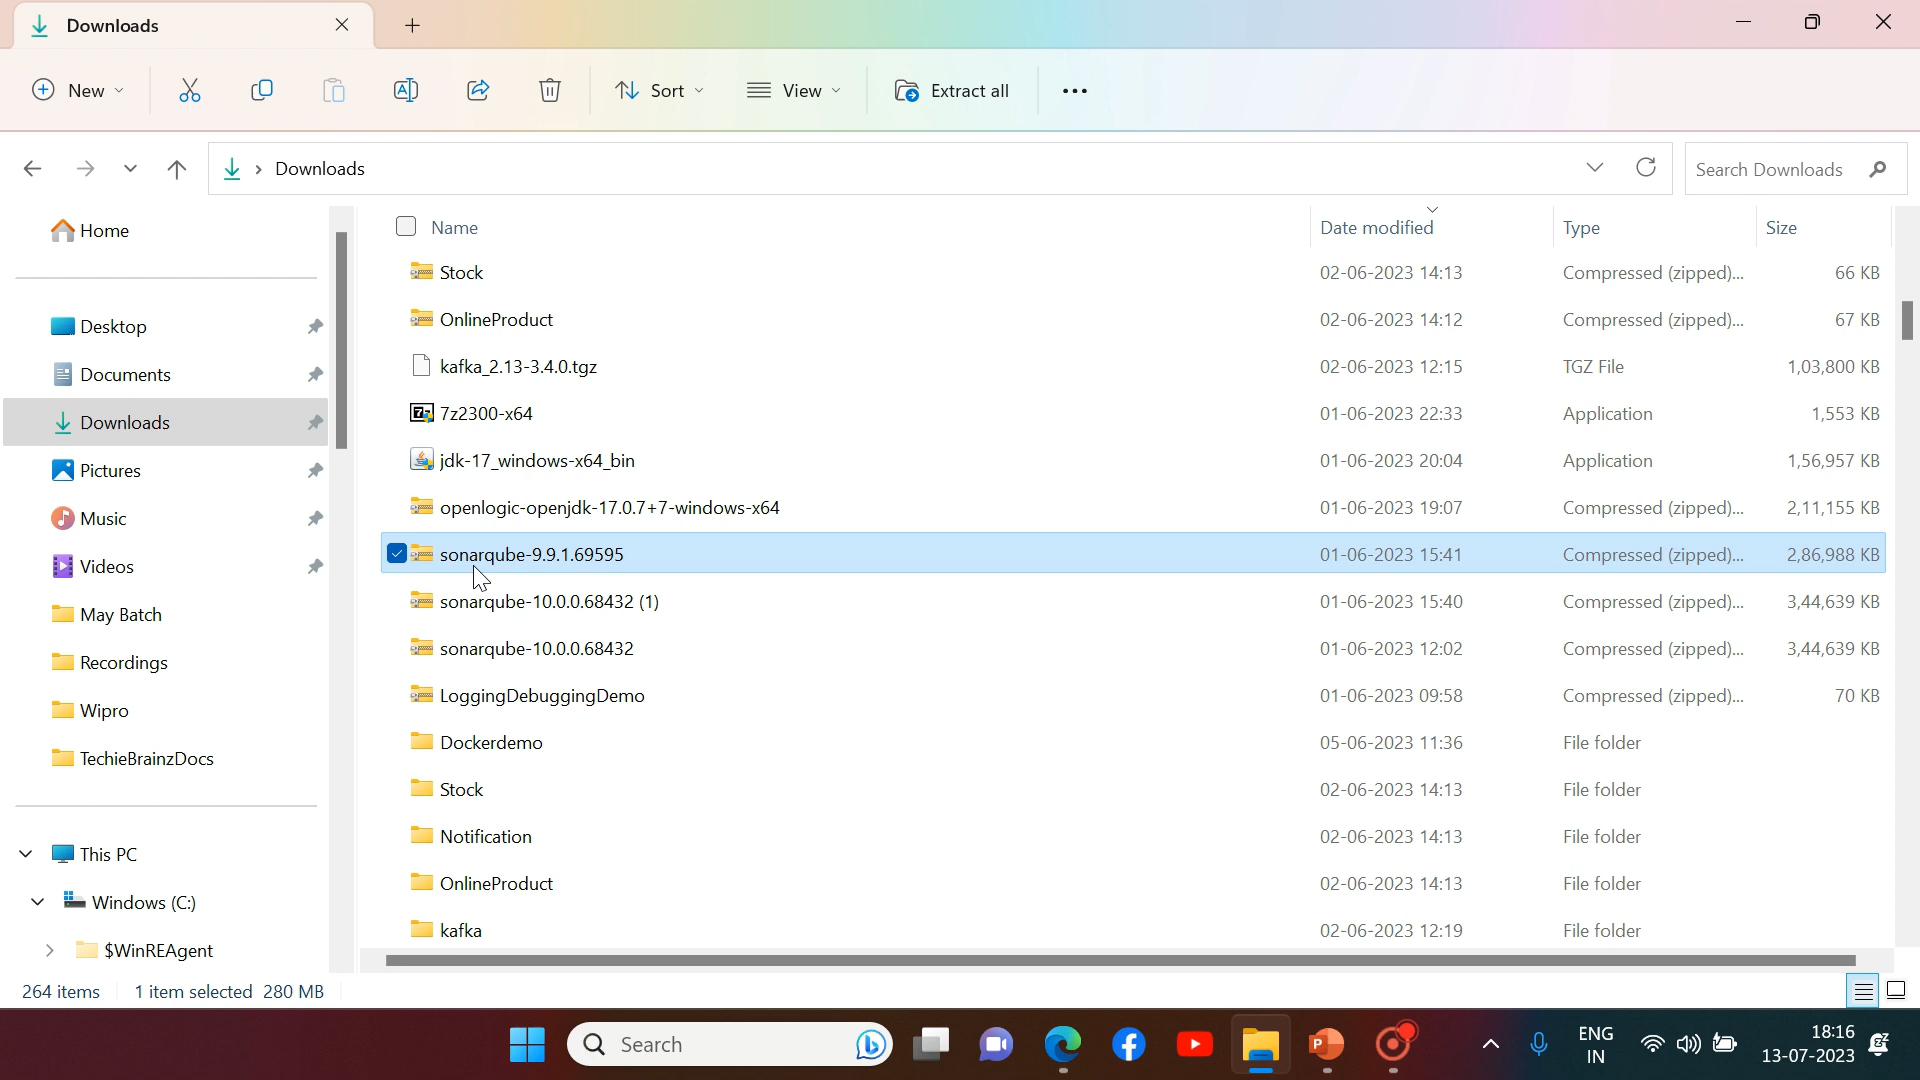 Downloads
New
Sort
View
Extract all
Downloads
Search Downloads
Home
Desktop
Documents
Downloads
Pictures
Music
Videos
May Batch
Recordings
Wipro
TechieBrainzDocs
This PC
Windows (C:)
$WinREAgent
Name Date modified Type Size
Stock 02-06-2023 14:13 Compressed (zipped)... 66 KB
OnlineProduct 02-06-2023 14:12 Compressed (zipped)... 67 KB
kafka_2.13-3.4.0.tgz 02-06-2023 12:15 TGZ File 1,03,800 KB
7z2300-x64 01-06-2023 22:33 Application 1,553 KB
jdk-17_windows-x64_bin 01-06-2023 20:04 Application 1,56,957 KB
openlogic-openjdk-17.0.7+7-windows-x64 01-06-2023 19:07 Compressed (zipped)... 2,11,155 KB
sonarqube-9.9.1.69595 01-06-2023 15:41 Compressed (zipped)... 2,86,988 KB
sonarqube-10.0.0.68432 (1) 01-06-2023 15:40 Compressed (zipped)... 3,44,639 KB
sonarqube-10.0.0.68432 01-06-2023 12:02 Compressed (zipped)... 3,44,639 KB
LoggingDebuggingDemo 01-06-2023 09:58 Compressed (zipped)... 70 KB
Dockerdemo 05-06-2023 11:36 File folder
Stock 02-06-2023 14:13 File folder
Notification 02-06-2023 14:13 File folder
OnlineProduct 02-06-2023 14:13 File folder
kafka 02-06-2023 12:19 File folder
264 items 1 item selected 280 MB
Search
ENG
IN
18:16
13-07-2023